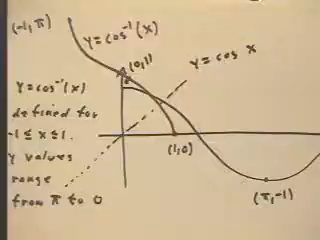 (-1,π)
y=cos⁻¹(x)
(0,1)
y=cos x
y=cos⁻¹(x)
defined for
-1≤x≤1.
y values
range
from π to 0
(1,0)
(π,-1)